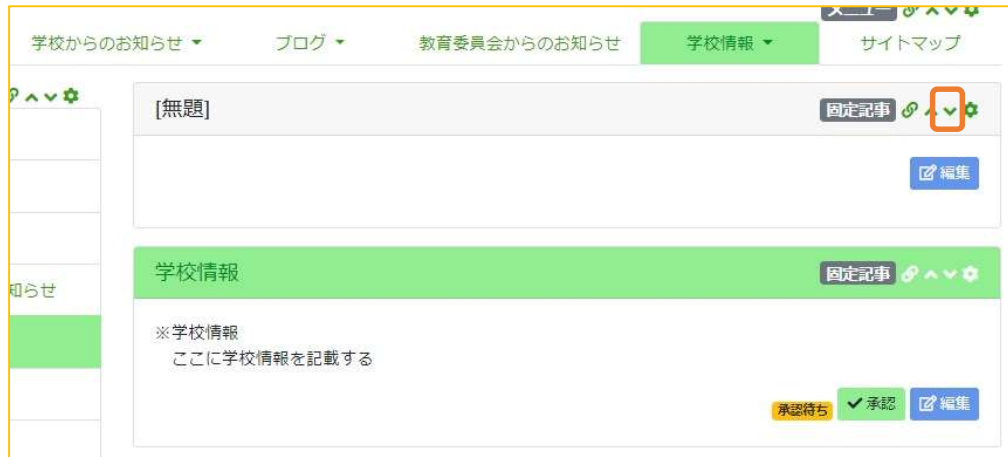 メニュー
学校からのお知らせ ブログ 教育委員会からのお知らせ 学校情報 サイトマップ
[無題] 固定記事
編集
学校情報 固定記事
知らせ
※学校情報
ここに学校情報を記載する
承認待ち 承認 編集